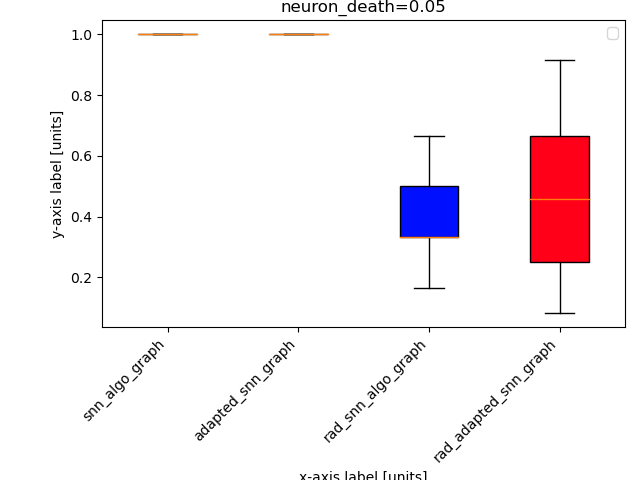 neuron_death=0.05
1.0
0.8
0.6
0.4
0.2
y-axis label [units]
snn_algo_graph
adapted_snn_graph
rad_snn_algo_graph
rad_adapted_snn_graph
x-axis label [units]